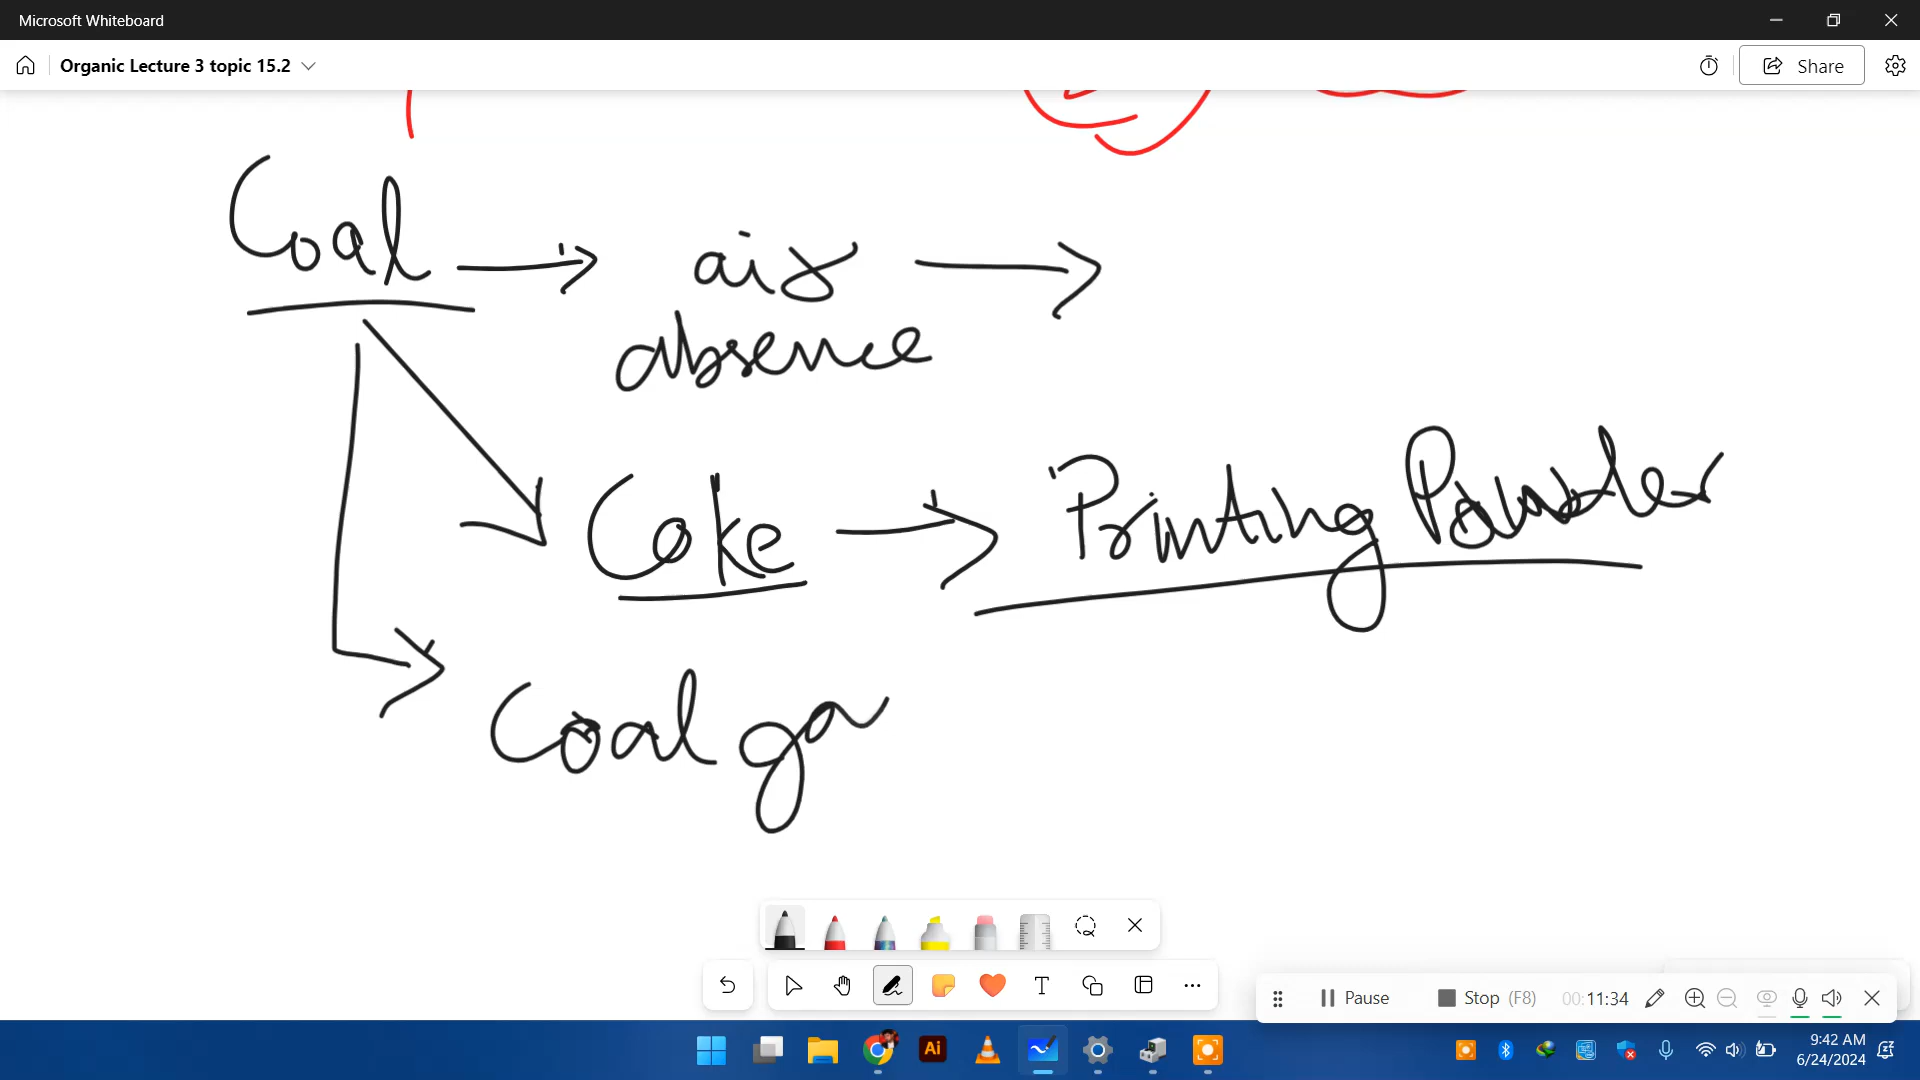 Microsoft Whiteboard
Organic Lecture 3 topic 15.2
Share
Coal → air →
absence
Coke → Printing Powder
Coal ga
T
Pause
Stop (F8)
00:11:34
Ai
9:42 AM
6/24/2024